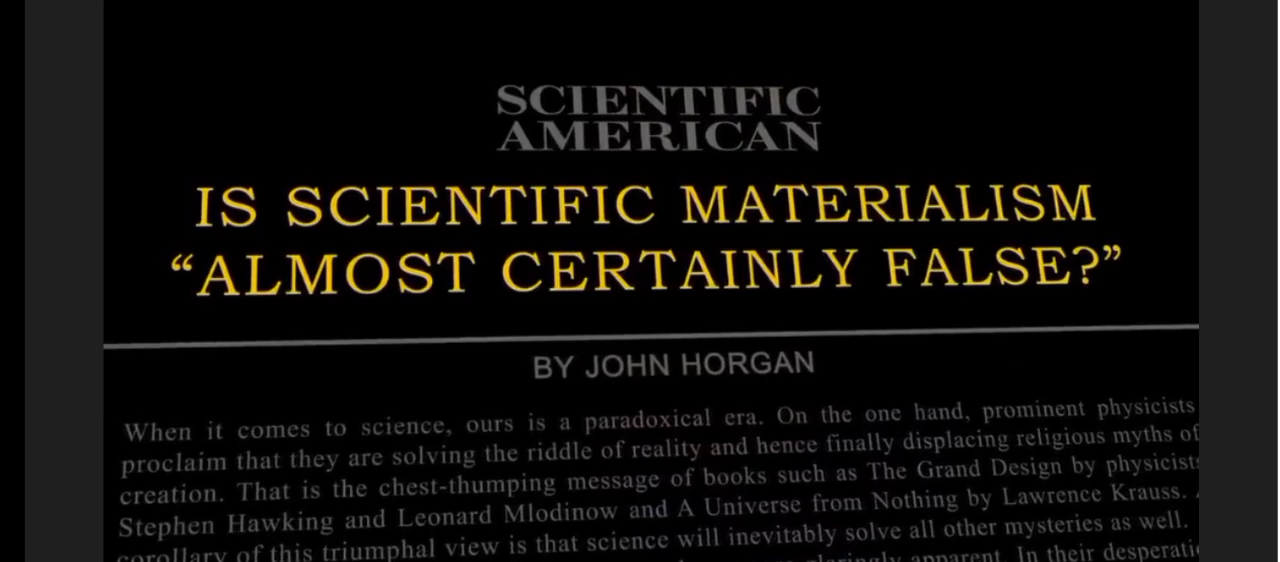 SCIENTIFIC
AMERICAN
IS SCIENTIFIC MATERIALISM
“ALMOST CERTAINLY FALSE?”
BY JOHN HORGAN
When it comes to science, ours is a paradoxical era. On the one hand, prominent physicists
proclaim that they are solving the riddle of reality and hence finally displacing religious myths of
creation. That is the chest-thumping message of books such as The Grand Design by physicists
Stephen Hawking and Leonard Mlodinow and A Universe from Nothing by Lawrence Krauss.
corollary of this triumphal view is that science will inevitably solve all other mysteries as well.
apparent. In their